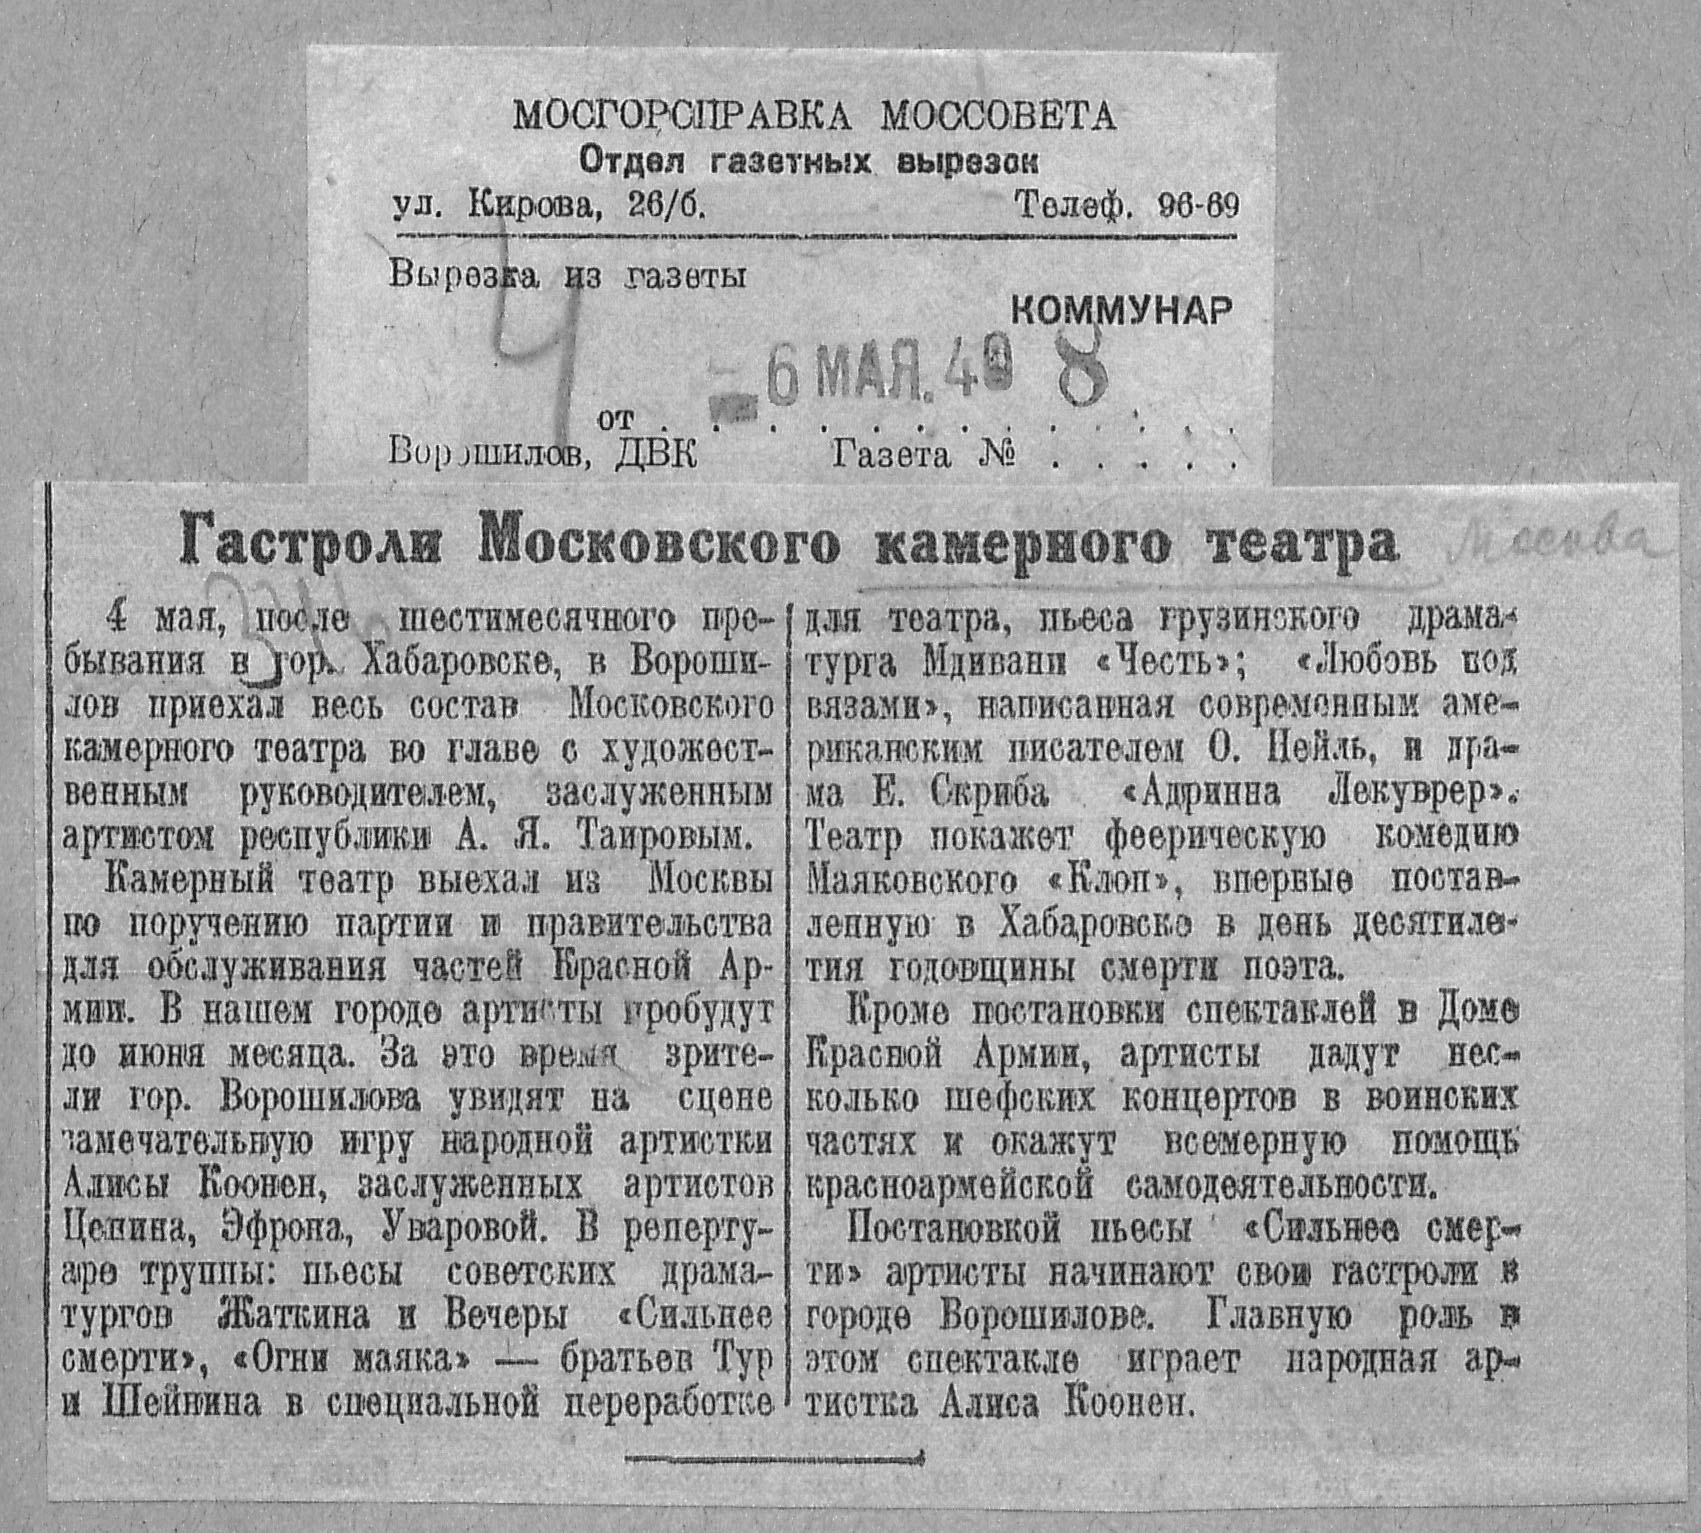 МОСГОРСПРАВКА МОССОВЕТА
Отдел газетных вырезок
ул. Кирова, 26/б. Телеф. 96-69
Вырезка из газеты
КОММУНАР
4
-6 МАЯ. 40 8
от . . . . . . . . . . . .
Ворошилов, ДВК Газета № . . . . .
Гастроли Московского камерного театра
Москва
4 мая, после шестимесячного пре-
бывания в гор. Хабаровске, в Вороши-
лов приехал весь состав Московского
камерного театра во главе с художест-
венным руководителем, заслуженным
артистом республики А. Я. Таировым.
Камерный театр выехал из Москвы
по поручению партии и правительства
для обслуживания частей Красной Ар-
мии. В нашем городе артисты пробудут
до июня месяца. За это время зрите-
ли гор. Ворошилова увидят на сцене
замечательную игру народной артистки
Алисы Коонен, заслуженных артистов
Ценина, Эфрона, Уваровой. В реперту-
аре труппы: пьесы советских драма-
тургов Жаткина и Вечеры «Сильнее
смерти», «Огни маяка» — братьев Тур
и Шейнина в специальной переработке
для театра, пьеса грузинского драма-
турга Мдивани «Честь»; «Любовь под
вязами», написанная современным аме-
риканским писателем О. Нейль, и дра-
ма Е. Скриба «Адринна Лекуврер».
Театр покажет феерическую комедию
Маяковского «Клоп», впервые постав-
ленную в Хабаровске в день десятиле-
тия годовщины смерти поэта.
Кроме постановки спектаклей в Доме
Красной Армии, артисты дадут нес-
колько шефских концертов в воинских
частях и окажут всемерную помощь
красноармейской самодеятельности.
Постановкой пьесы «Сильнее смер-
ти» артисты начинают свои гастроли в
городе Ворошилове. Главную роль в
этом спектакле играет народная ар-
тистка Алиса Коонен.